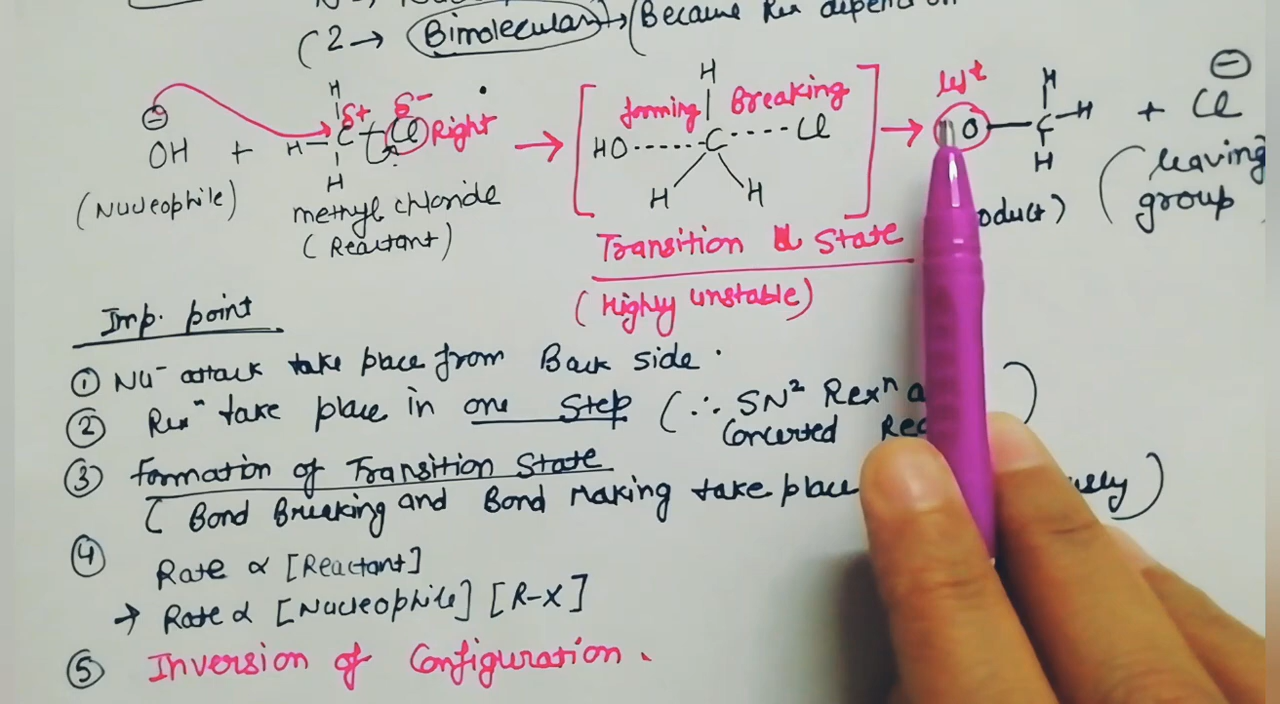 (2 → Bimolecular → (Because Rex depend on
H H
⊖ δ+ δ- forming Breaking left H ⊖
OH + H-C-Cl Right → [HO-----C-----Cl] → O-C-H + Cl
H H H H
(Nucleophile) methyl chloride (leaving
(Reactant) group
Transition State
(Highly unstable)
Imp. point
① Nu⁻ attack take place from Back side.
② Rexⁿ take place in one Step (∴ SN² Rexⁿ
Concerted
③ formation of Transition State
[ Bond Breaking and Bond Making take place
④ Rate ∝ [Reactant]
→ Rate ∝ [Nucleophile] [R-X]
⑤ Inversion of Configuration.